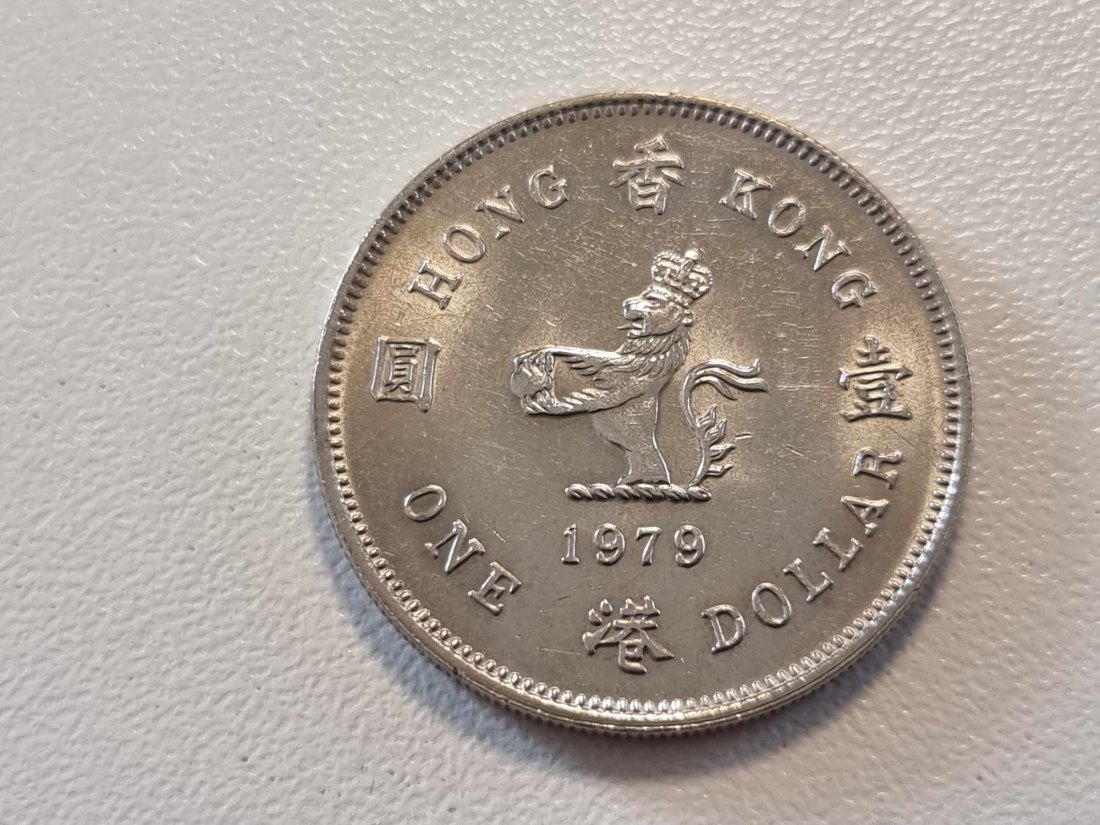 HONG KONG
香港
壹圓
1979
ONE DOLLAR